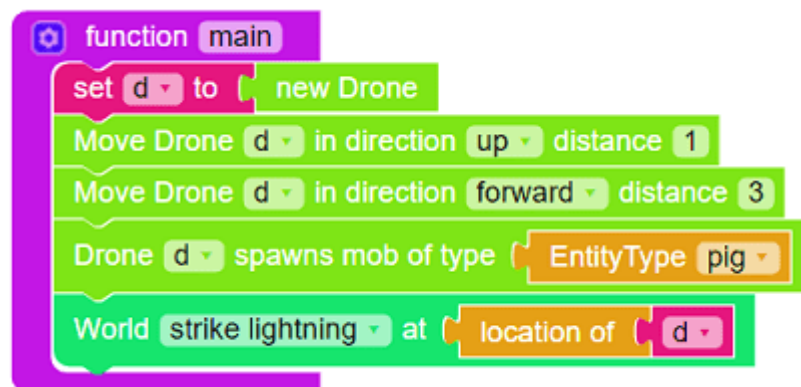 function main
set d to new Drone
Move Drone d in direction up distance 1
Move Drone d in direction forward distance 3
Drone d spawns mob of type EntityType pig
World strike lightning at location of d